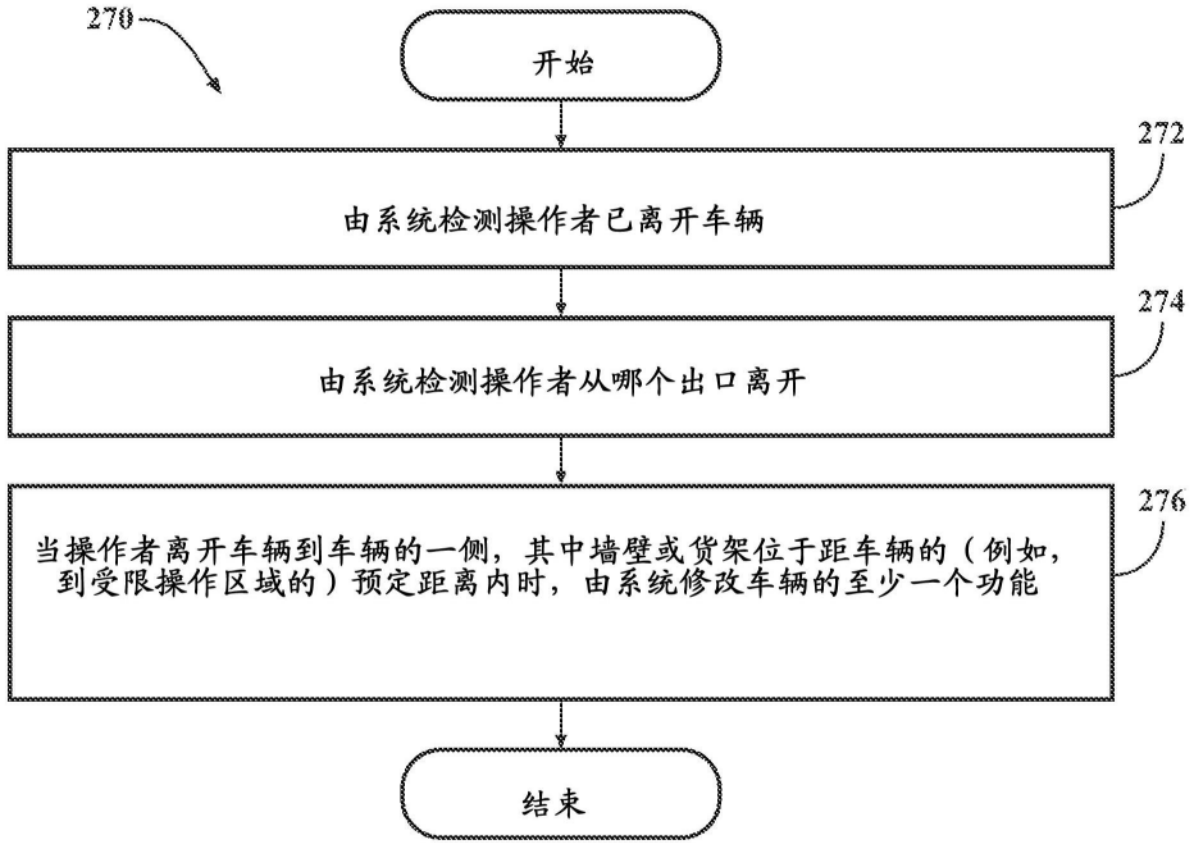 270
开始
272
由系统检测操作者已离开车辆
274
由系统检测操作者从哪个出口离开
276
当操作者离开车辆到车辆的一侧，其中墙壁或货架位于距车辆的（例如，
到受限操作区域的）预定距离内时，由系统修改车辆的至少一个功能
结束